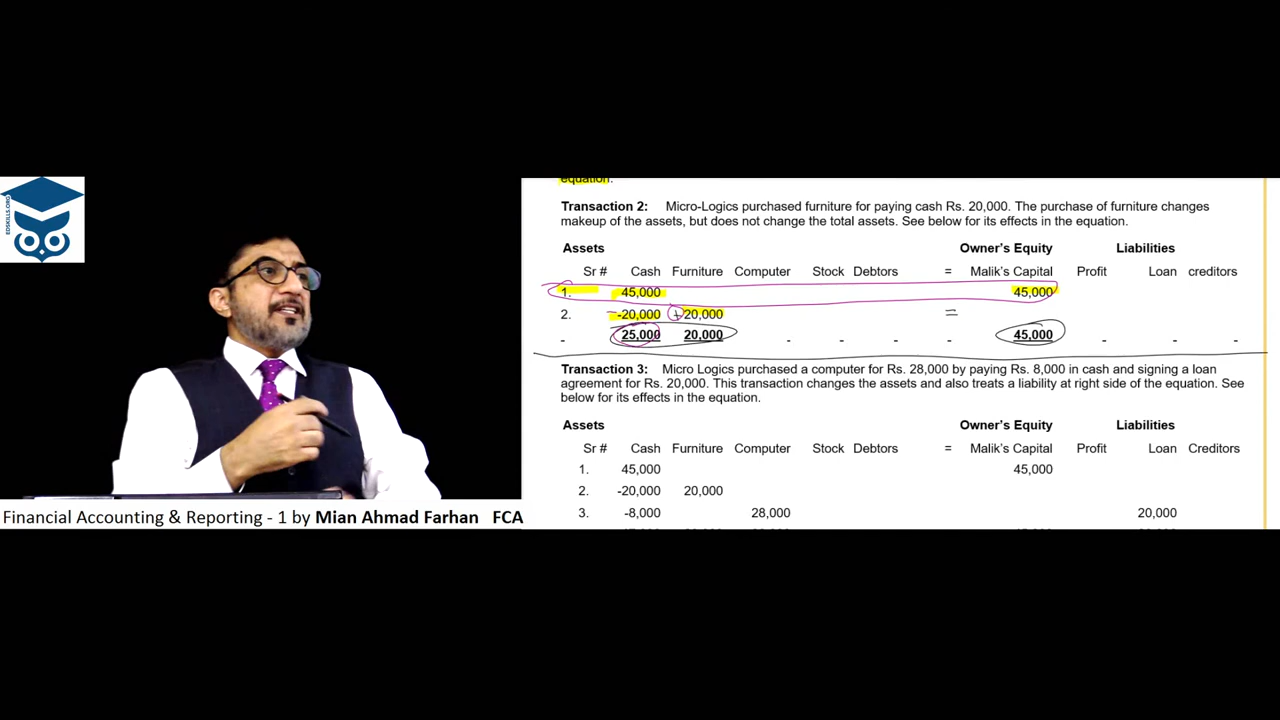 EDSKILLS.ORG
equation.
Transaction 2: Micro-Logics purchased furniture for paying cash Rs. 20,000. The purchase of furniture changes
makeup of the assets, but does not change the total assets. See below for its effects in the equation.
Assets Owner's Equity Liabilities
Sr # Cash Furniture Computer Stock Debtors = Malik's Capital Profit Loan creditors
1. 45,000 45,000
2. -20,000 +20,000 =
- 25,000 20,000 - - - - 45,000 - - -
Transaction 3: Micro Logics purchased a computer for Rs. 28,000 by paying Rs. 8,000 in cash and signing a loan
agreement for Rs. 20,000. This transaction changes the assets and also treats a liability at right side of the equation. See
below for its effects in the equation.
Assets Owner's Equity Liabilities
Sr # Cash Furniture Computer Stock Debtors = Malik's Capital Profit Loan Creditors
1. 45,000 45,000
2. -20,000 20,000
3. -8,000 28,000 20,000
Financial Accounting & Reporting - 1 by Mian Ahmad Farhan FCA